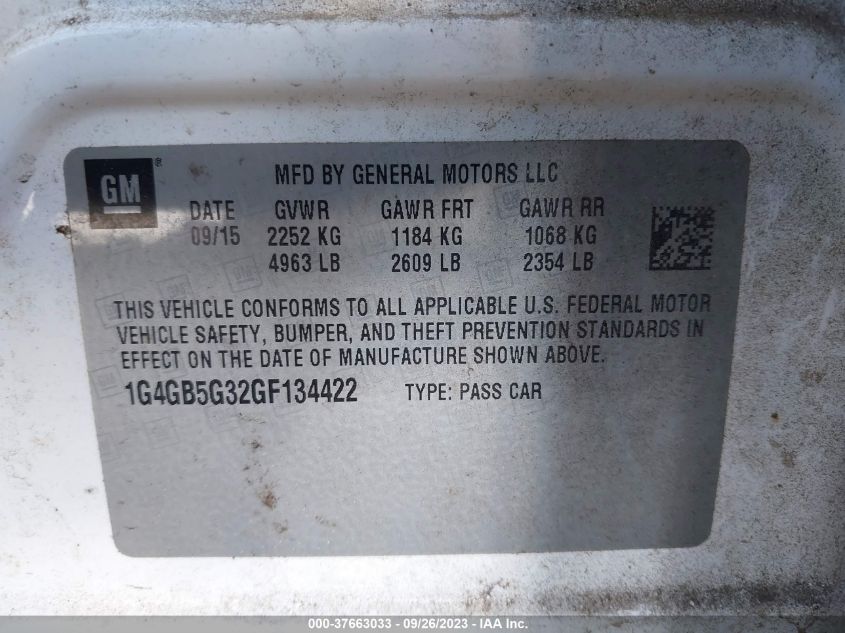 GM ® MFD BY GENERAL MOTORS LLC
DATE GVWR GAWR FRT GAWR RR
09/15 2252 KG 1184 KG 1068 KG
4963 LB 2609 LB 2354 LB
THIS VEHICLE CONFORMS TO ALL APPLICABLE U.S. FEDERAL MOTOR
VEHICLE SAFETY, BUMPER, AND THEFT PREVENTION STANDARDS IN
EFFECT ON THE DATE OF MANUFACTURE SHOWN ABOVE.
1G4GB5G32GF134422 TYPE: PASS CAR
000-37663033 - 09/26/2023 - IAA Inc.